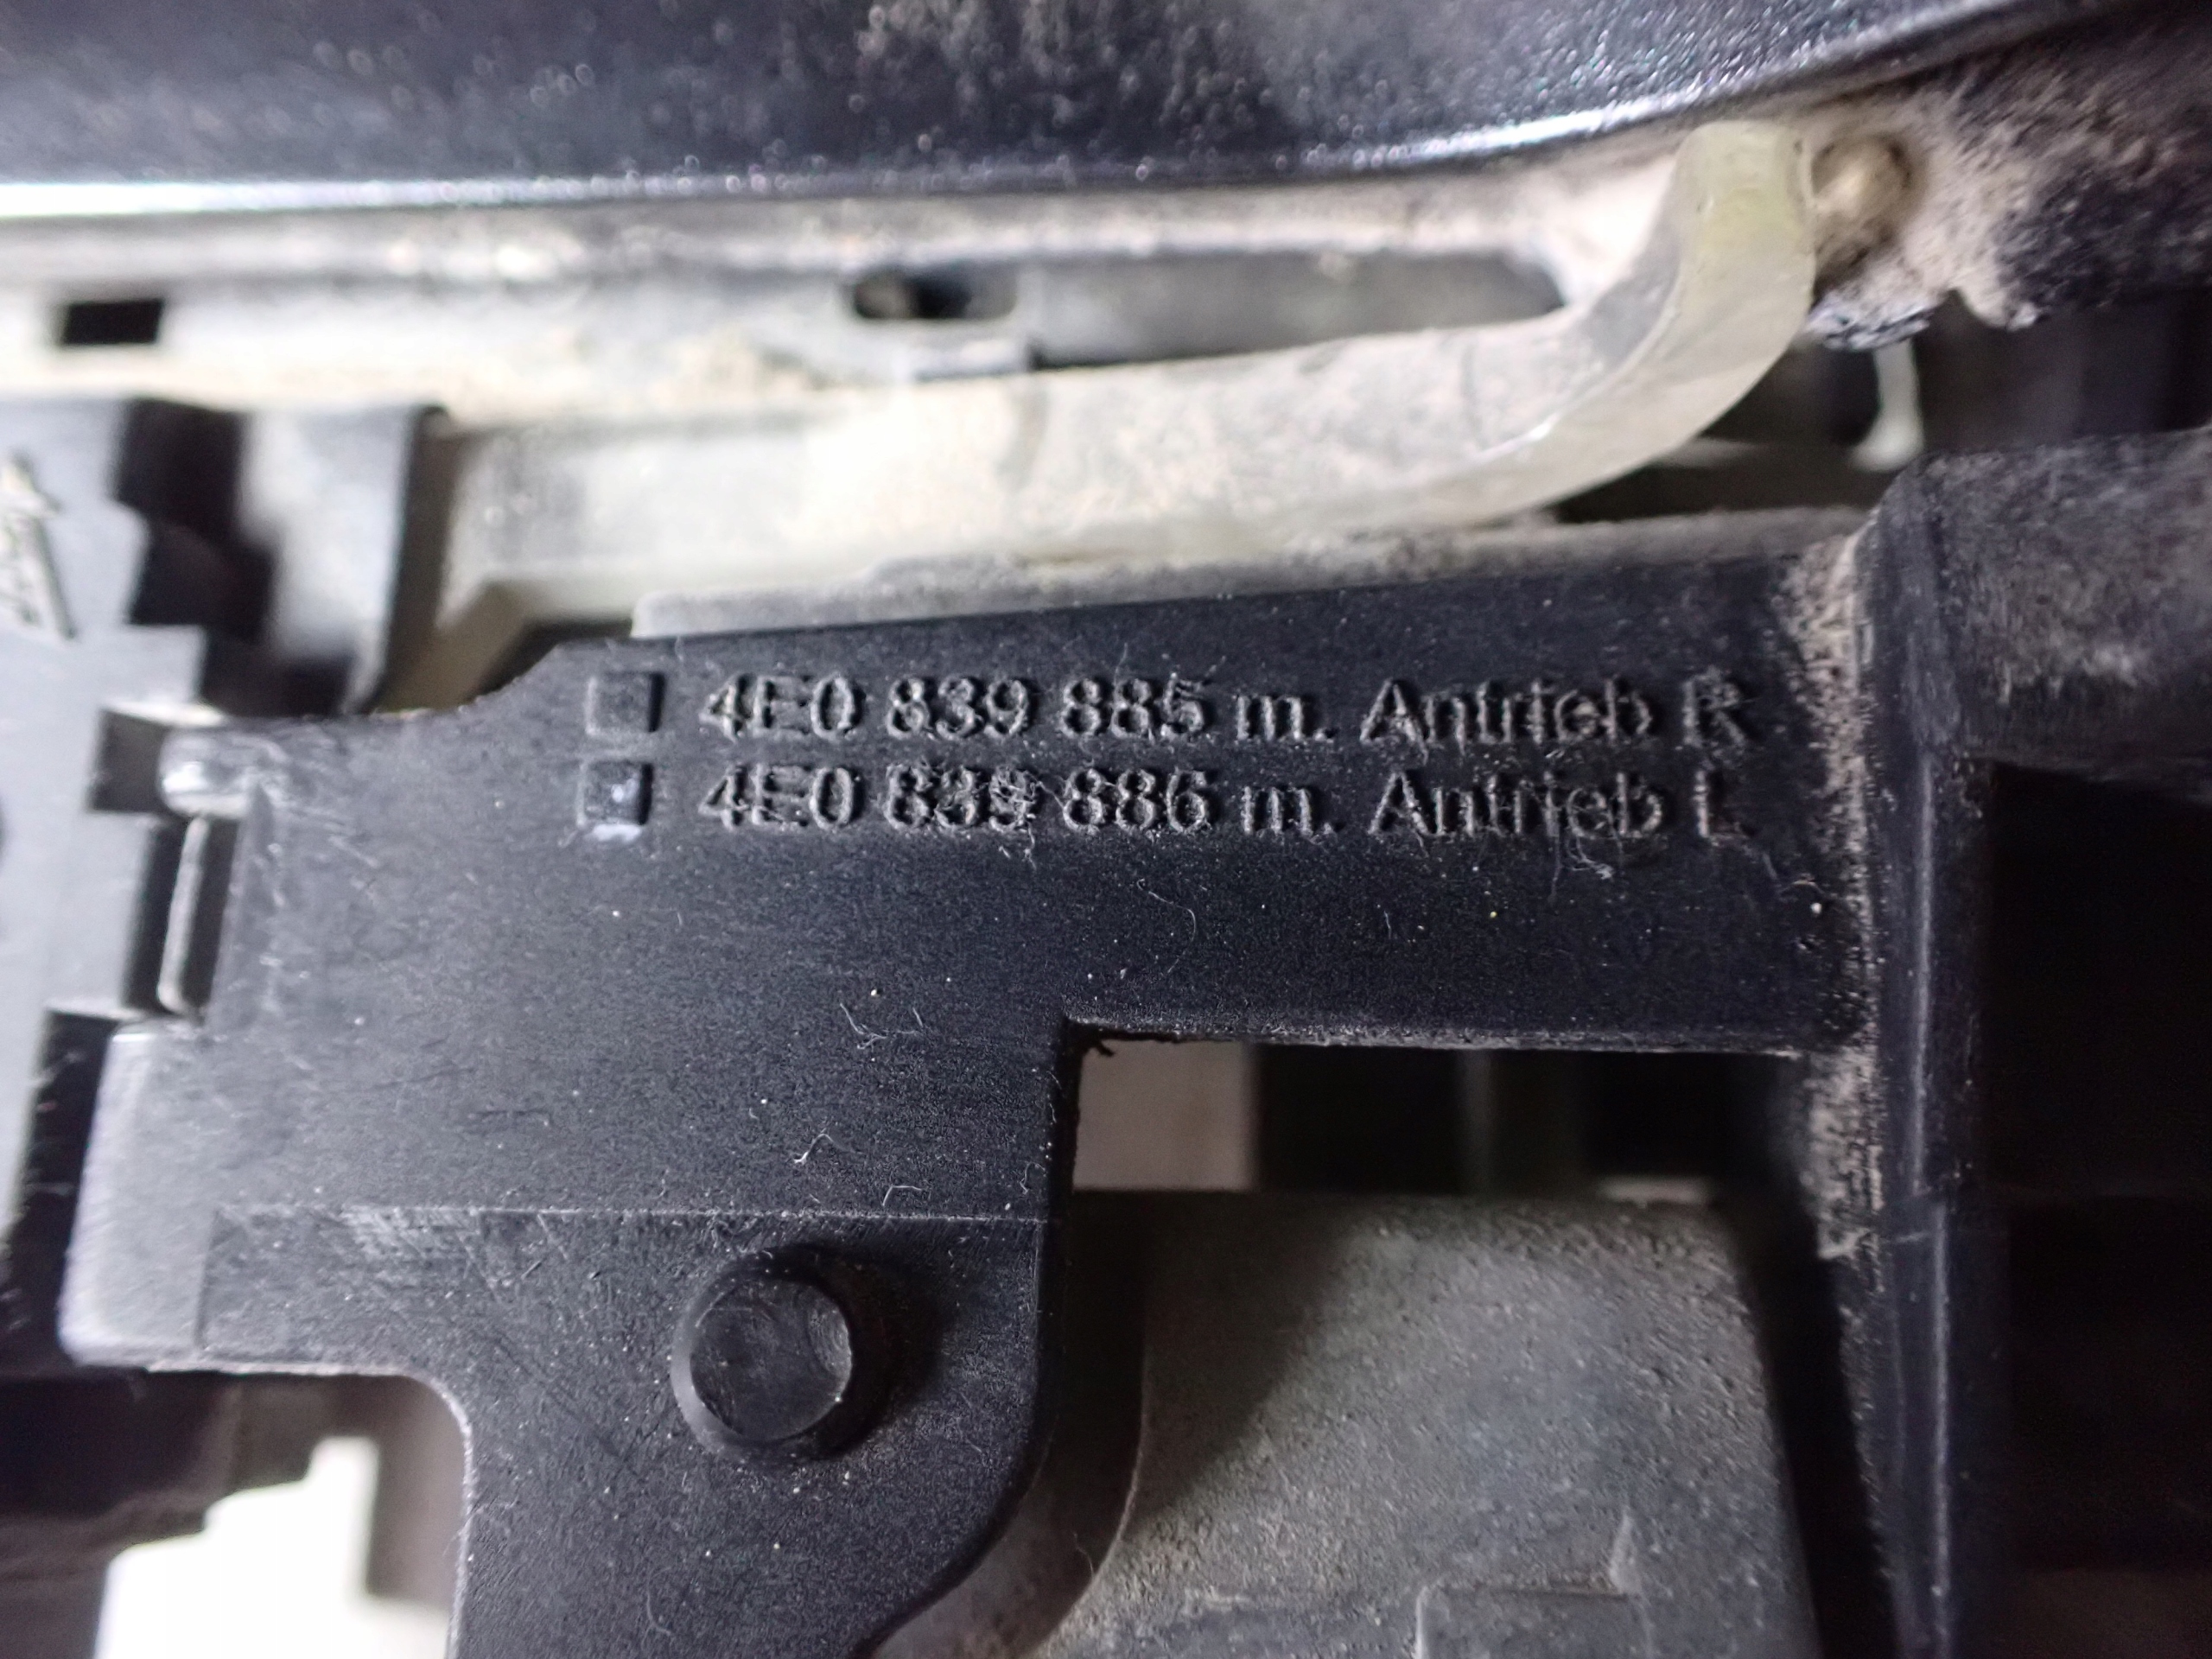 4E0 839 885 m. Antrieb R
4E0 839 886 m. Antrieb L